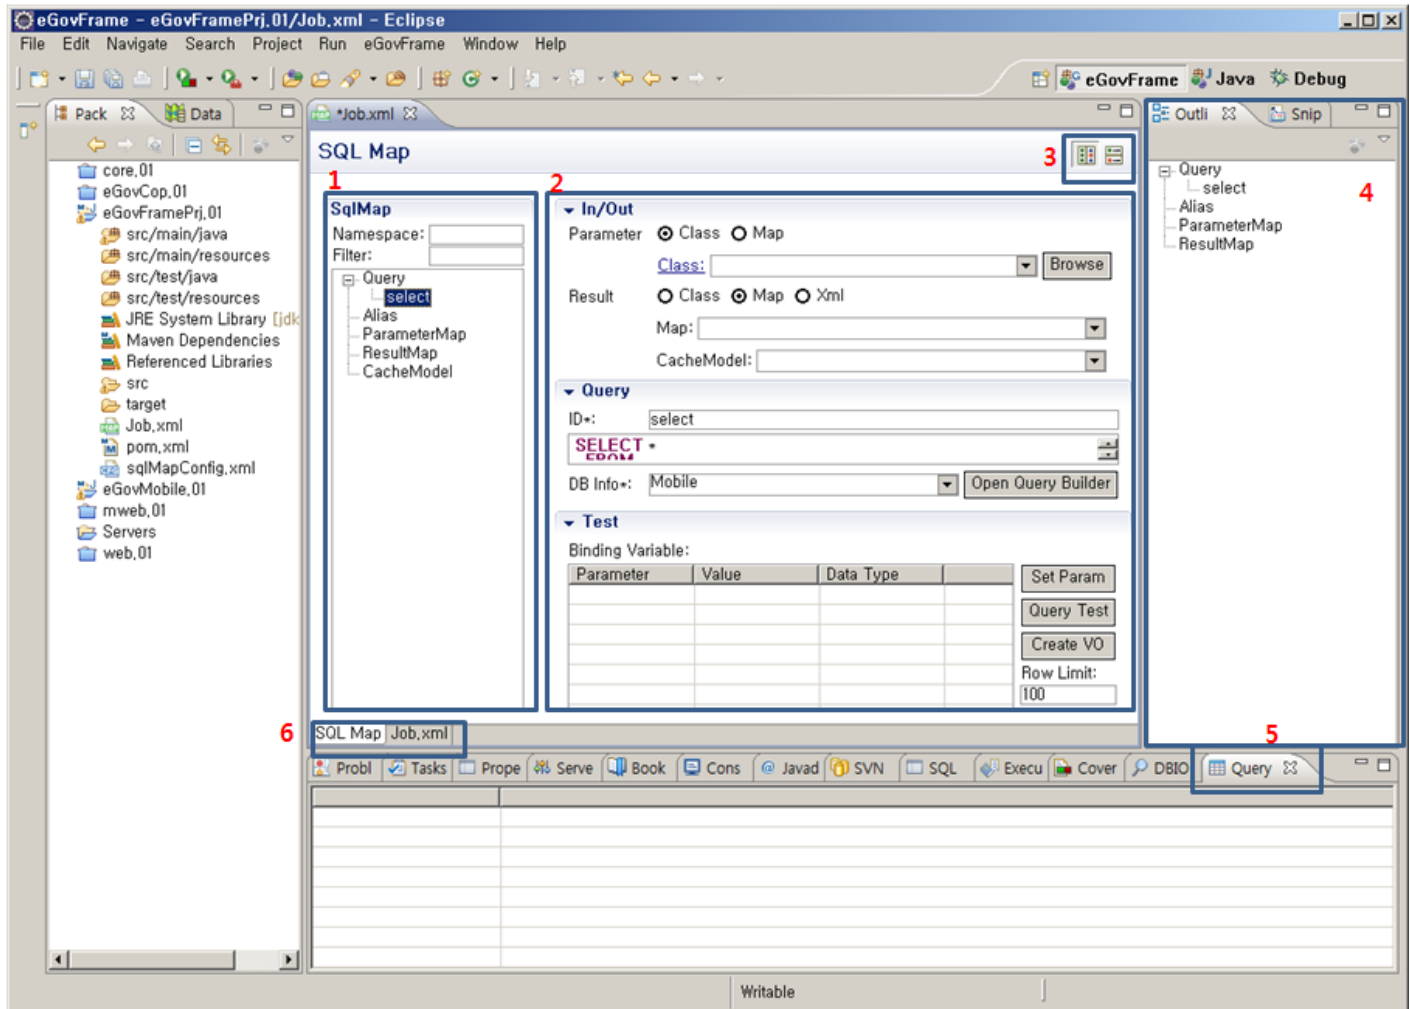 eGovFrame - eGovFramePrj.01/Job.xml - Eclipse
File Edit Navigate Search Project Run eGovFrame Window Help
eGovFrame Java Debug
Pack Data
core.01
eGovCop.01
eGovFramePrj.01
src/main/java
src/main/resources
src/test/java
src/test/resources
JRE System Library [jdk
Maven Dependencies
Referenced Libraries
src
target
Job.xml
pom.xml
sqlMapConfig.xml
eGovMobile.01
mweb.01
Servers
web.01
*Job.xml
SQL Map
3
1
SqlMap
Namespace:
Filter:
Query
select
Alias
ParameterMap
ResultMap
CacheModel
2
In/Out
Parameter Class Map
Class: Browse
Result Class Map Xml
Map:
CacheModel:
Query
ID*: select
SELECT *
FROM
DB Info*: Mobile Open Query Builder
Test
Binding Variable:
Parameter Value Data Type
Set Param
Query Test
Create VO
Row Limit:
100
6
SQL Map Job.xml
Outli Snip
4
Query
select
Alias
ParameterMap
ResultMap
5
Probl Tasks Prope Serve Book Cons Javad SVN SQL Execu Cover DBIO Query
Writable